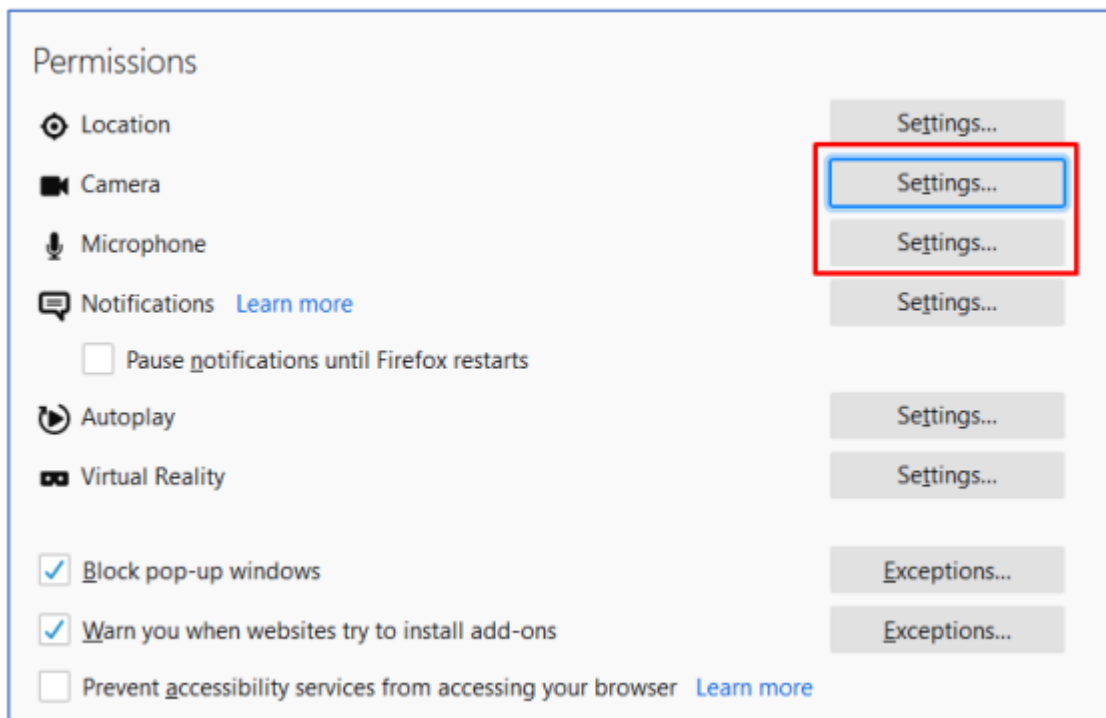 Permissions
Location Settings...
Camera Settings...
Microphone Settings...
Notifications Learn more Settings...
Pause notifications until Firefox restarts
Autoplay Settings...
Virtual Reality Settings...
Block pop-up windows Exceptions...
Warn you when websites try to install add-ons Exceptions...
Prevent accessibility services from accessing your browser Learn more